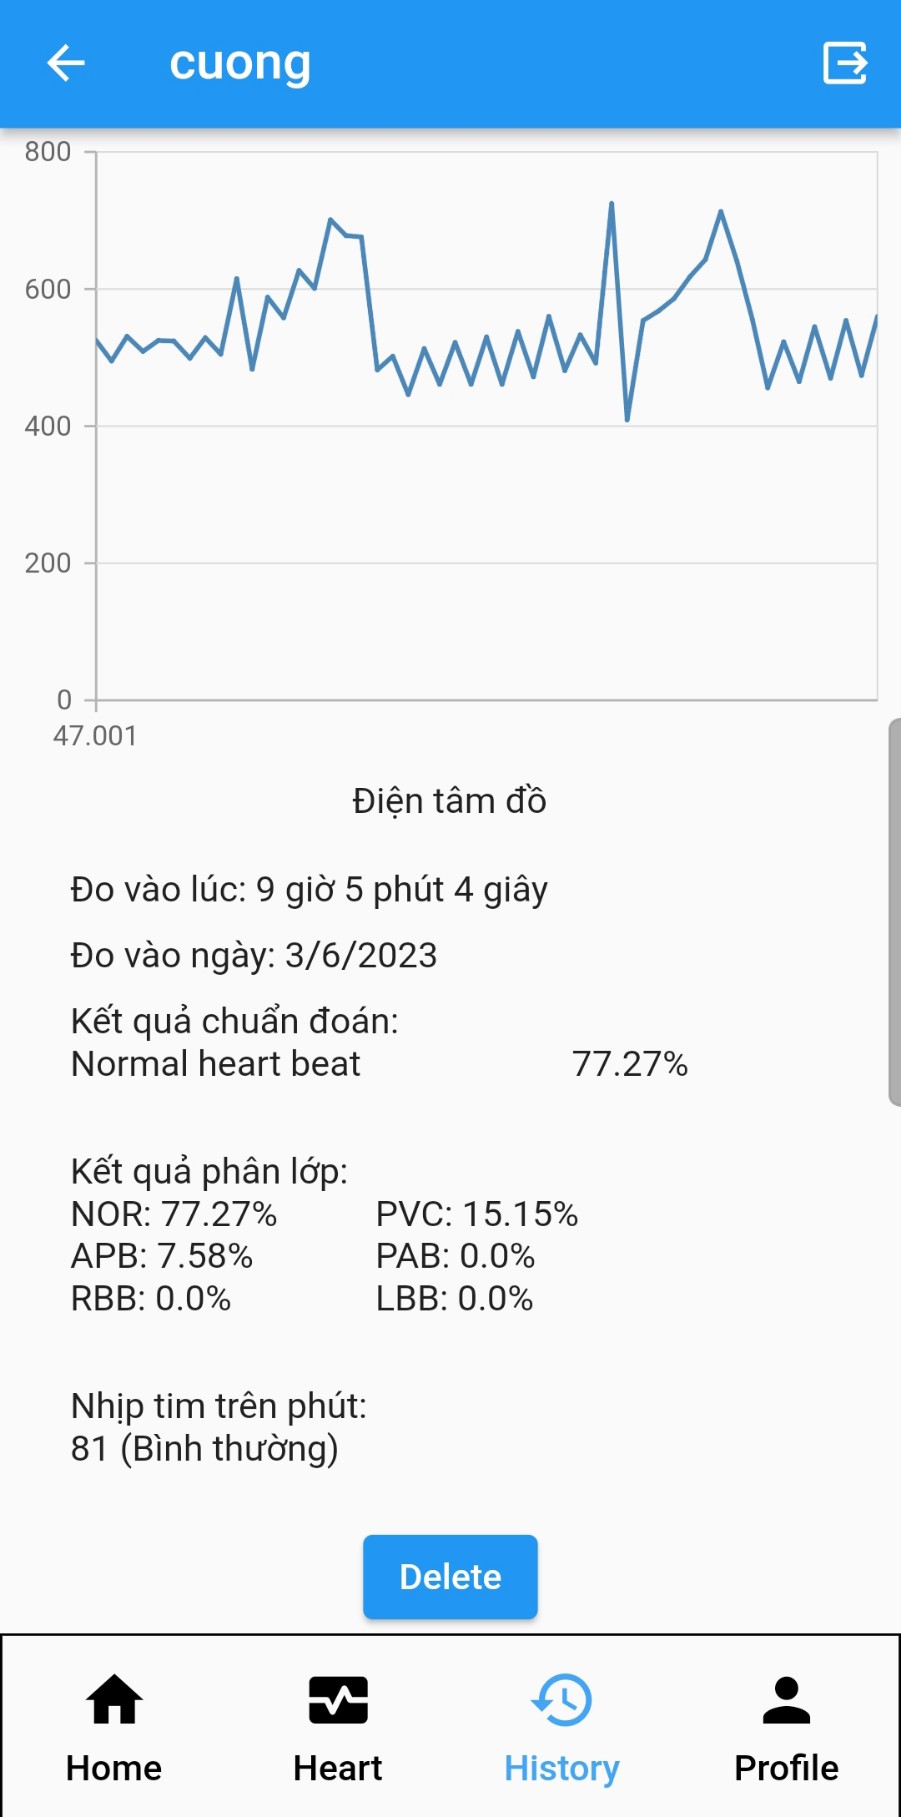 cuong
800
600
400
200
0
47.001
Điện tâm đồ
Đo vào lúc: 9 giờ 5 phút 4 giây
Đo vào ngày: 3/6/2023
Kết quả chuẩn đoán:
Normal heart beat 77.27%
Kết quả phân lớp:
NOR: 77.27% PVC: 15.15%
APB: 7.58% PAB: 0.0%
RBB: 0.0% LBB: 0.0%
Nhịp tim trên phút:
81 (Bình thường)
Delete
Home Heart History Profile